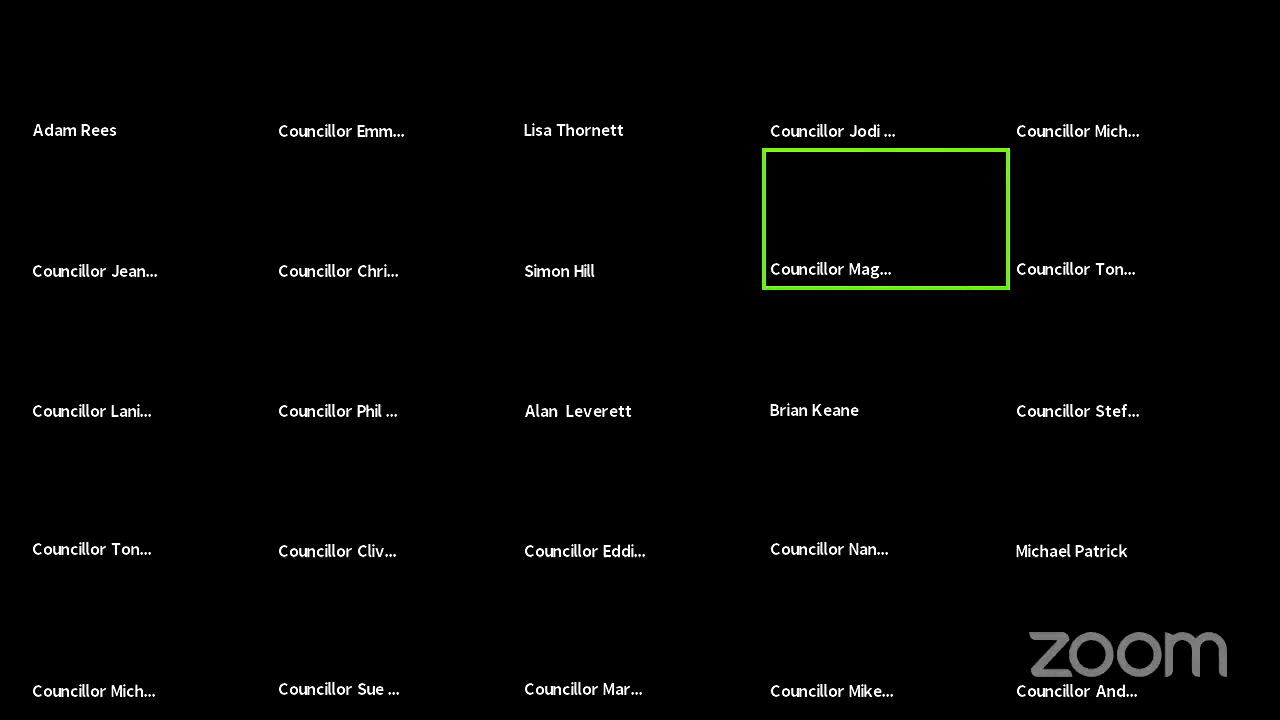 Adam Rees
Councillor Emm...
Lisa Thornett
Councillor Jodi ...
Councillor Mich...
Councillor Jean...
Councillor Chri...
Simon Hill
Councillor Mag...
Councillor Ton...
Councillor Lani...
Councillor Phil ...
Alan Leverett
Brian Keane
Councillor Stef...
Councillor Ton...
Councillor Cliv...
Councillor Eddi...
Councillor Nan...
Michael Patrick
zoom
Councillor Mich...
Councillor Sue ...
Councillor Mar...
Councillor Mike...
Councillor And...